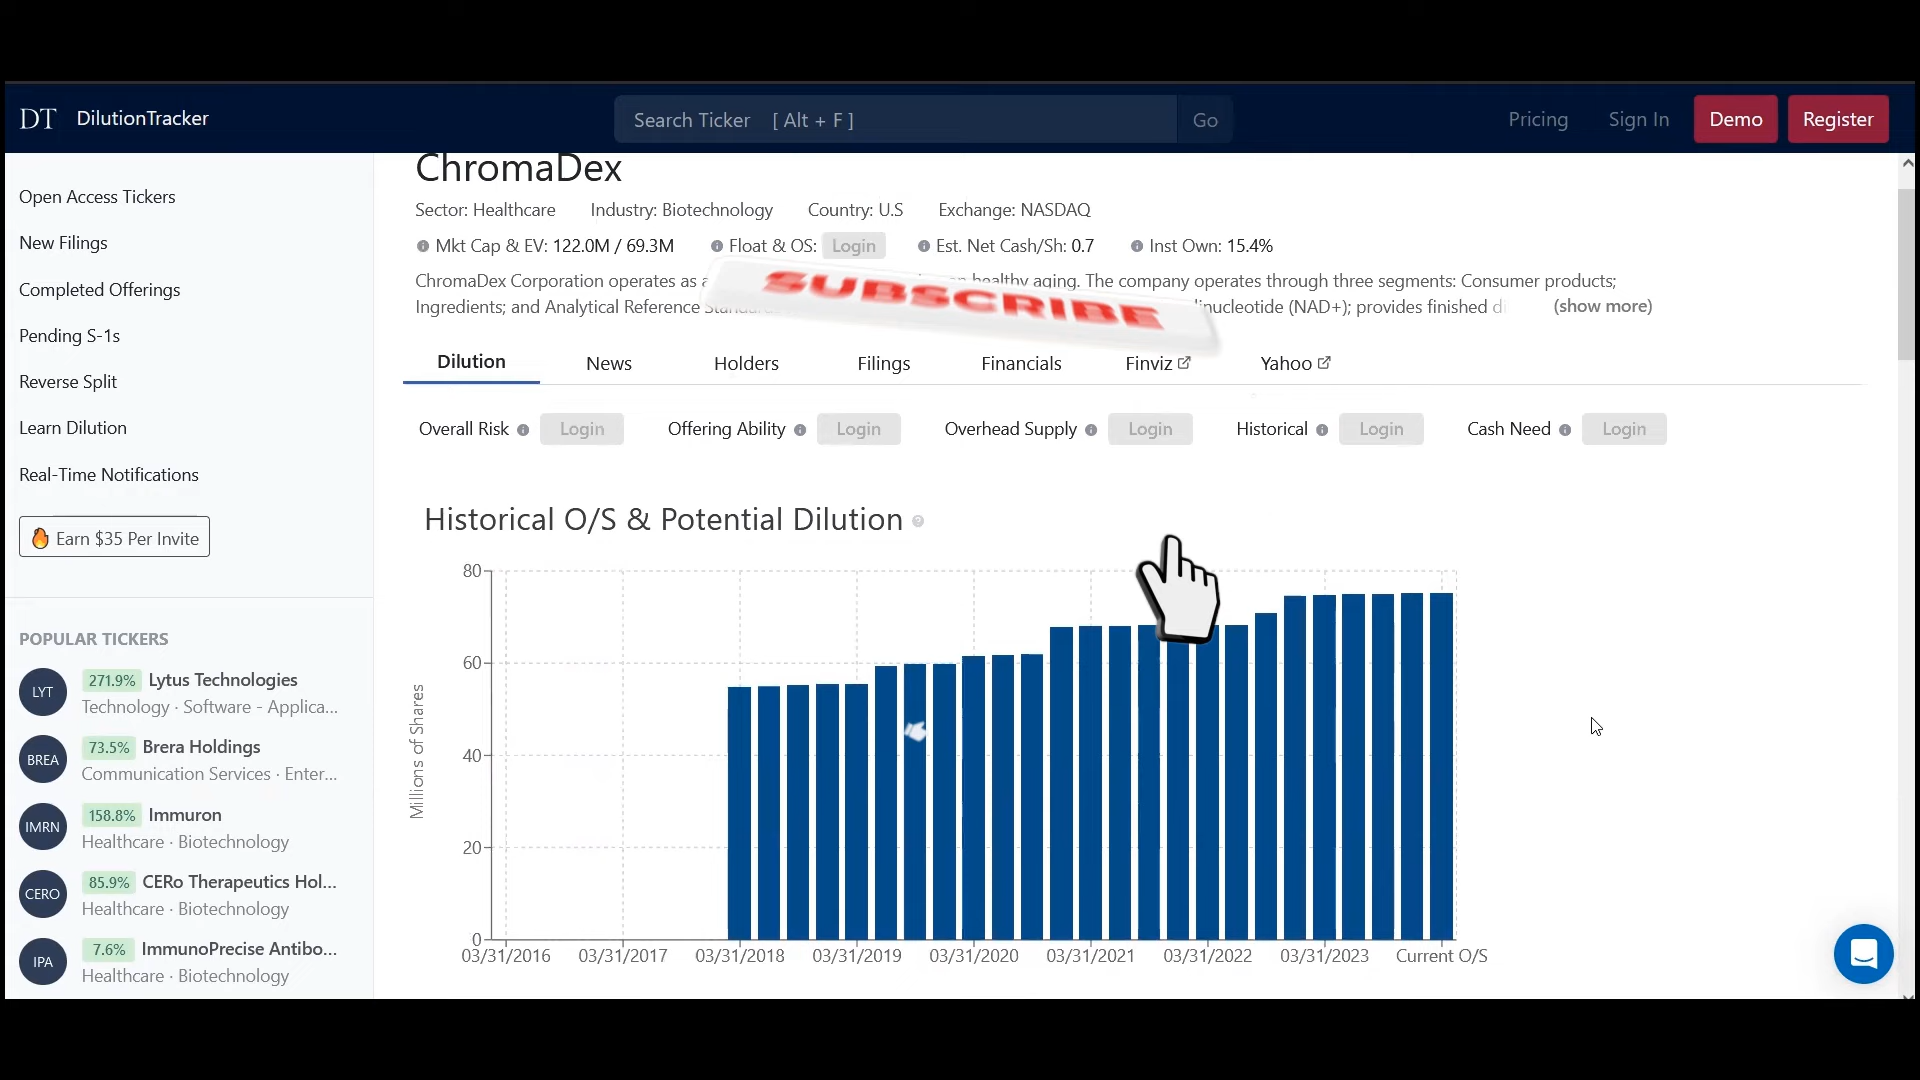 DT DilutionTracker
Search Ticker [ Alt + F ] Go
Pricing Sign In Demo Register
Open Access Tickers
New Filings
Completed Offerings
Pending S-1s
Reverse Split
Learn Dilution
Real-Time Notifications
🔥 Earn $35 Per Invite
POPULAR TICKERS
LYT 271.9% Lytus Technologies
Technology · Software - Applica...
BREA 73.5% Brera Holdings
Communication Services · Enter...
IMRN 158.8% Immuron
Healthcare · Biotechnology
CERO 85.9% CERo Therapeutics Hol...
Healthcare · Biotechnology
IPA 7.6% ImmunoPrecise Antibo...
Healthcare · Biotechnology
ChromaDex
Sector: Healthcare Industry: Biotechnology Country: U.S Exchange: NASDAQ
Mkt Cap & EV: 122.0M / 69.3M Float & OS: Login Est. Net Cash/Sh: 0.7 Inst Own: 15.4%
ChromaDex Corporation operates as a healthy aging. The company operates through three segments: Consumer products;
Ingredients; and Analytical Reference (NAD+); provides finished (show more)
SUBSCRIBE
Dilution News Holders Filings Financials Finviz Yahoo
Overall Risk Login Offering Ability Login Overhead Supply Login Historical Login Cash Need Login
Historical O/S & Potential Dilution
Millions of Shares
80
60
40
20
0
03/31/2016 03/31/2017 03/31/2018 03/31/2019 03/31/2020 03/31/2021 03/31/2022 03/31/2023 Current O/S